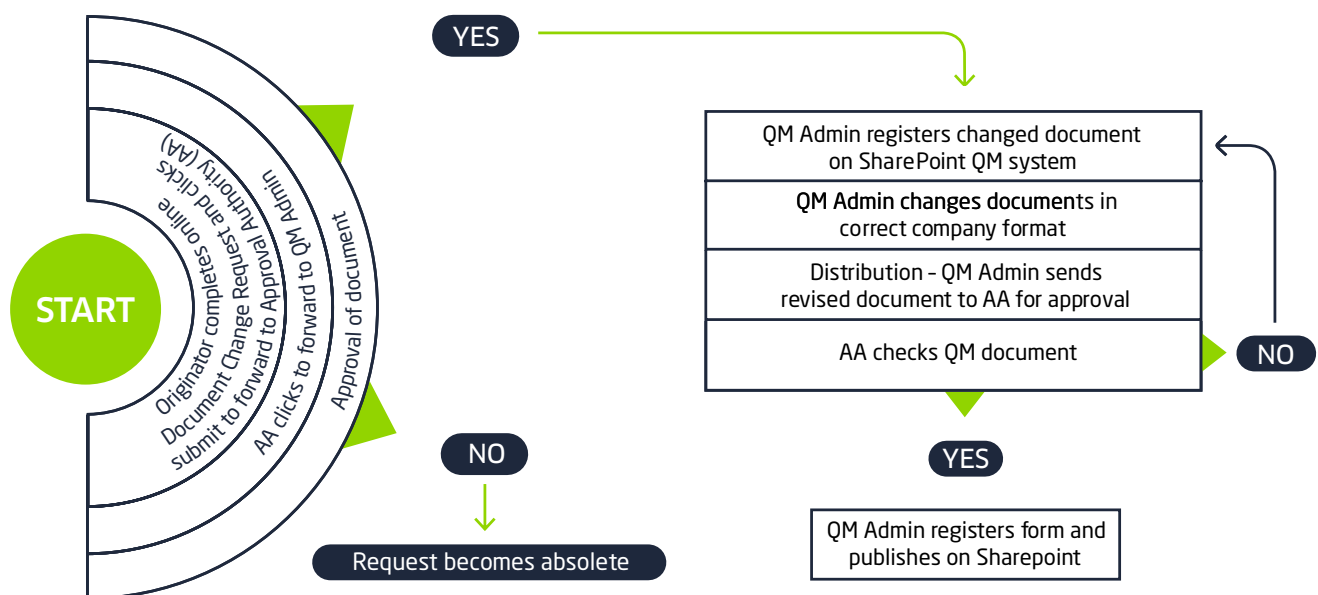 START
Originator completes online
Document Change Request and clicks
submit to forward to Approval Authority (AA)
AA clicks to forward to QM Admin
Approval of document
YES
NO
Request becomes absolete
QM Admin registers changed document
on SharePoint QM system
QM Admin changes documents in
correct company format
Distribution – QM Admin sends
revised document to AA for approval
AA checks QM document
NO
YES
QM Admin registers form and
publishes on Sharepoint